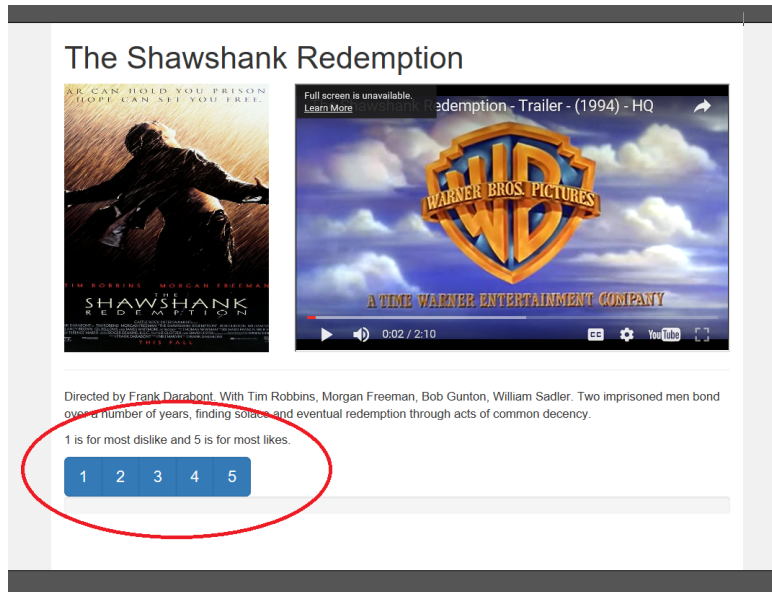 The Shawshank Redemption
AR CAN HOLD YOU PRISON
HOPE CAN SET YOU FREE.
TIM ROBBINS MORGAN FREEMAN
THE
SHAWSHANK
REDEMPTION
THIS FALL
Full screen is unavailable.
Learn More
awshank Redemption - Trailer - (1994) - HQ
WB
WARNER BROS. PICTURES
A TIME WARNER ENTERTAINMENT COMPANY
0:02 / 2:10
CC
YouTube
Directed by Frank Darabont. With Tim Robbins, Morgan Freeman, Bob Gunton, William Sadler. Two imprisoned men bond
over a number of years, finding solace and eventual redemption through acts of common decency.
1 is for most dislike and 5 is for most likes.
1 2 3 4 5